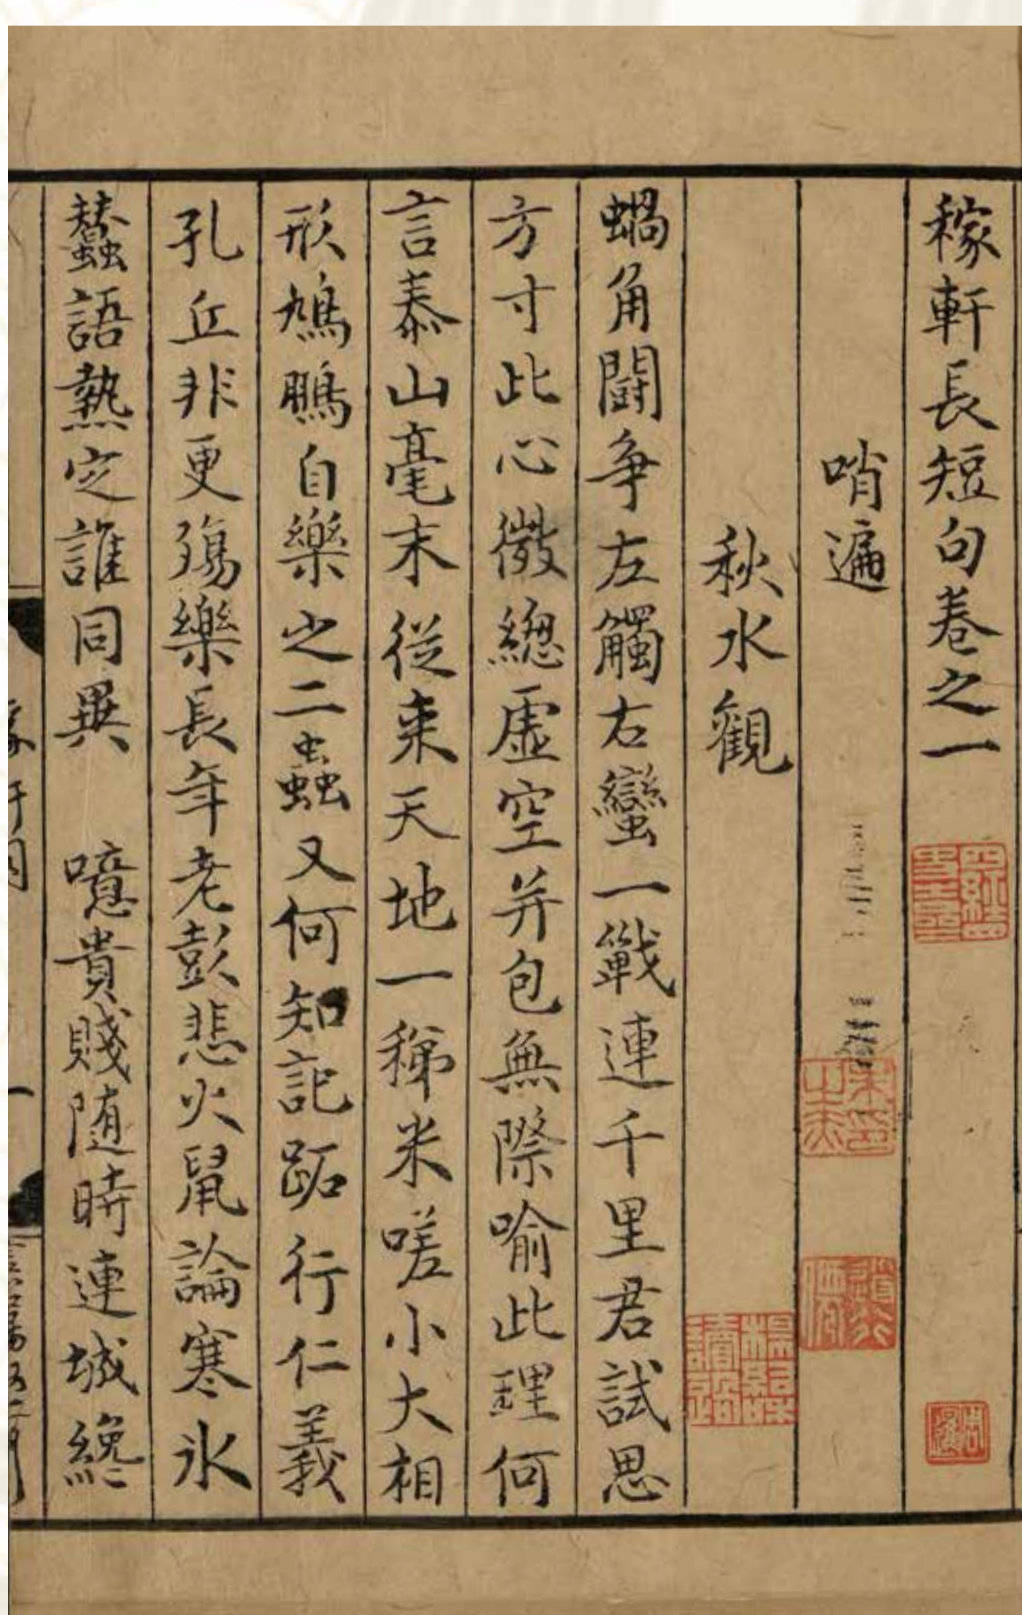 稼軒長短句卷之一
哨遍
秋水觀
蝸角鬭爭左觸右蠻一戰連千里君試思
方寸此心微緫虛空并包無際喻此理何
言泰山毫末從来天地一稊米嗟小大相
形鳩鵬自樂之二蟲又何知記跖行仁義
孔丘非更殤樂長年老彭悲火鼠論寒氷
蠶語熱定誰同異　噫貴賤随時連城纔